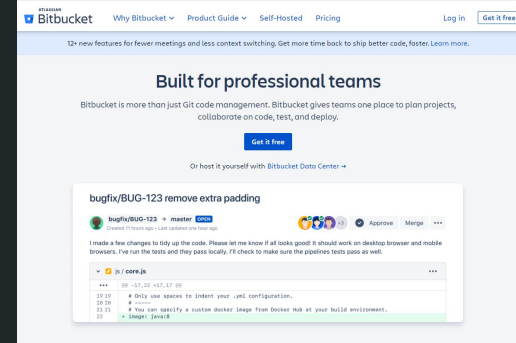 ATLASSIAN
Bitbucket
Why Bitbucket
Product Guide
Self-Hosted
Pricing
Log in
Get it free
12+ new features for fewer meetings and less context switching. Get more time back to ship better code, faster. Learn more.
Built for professional teams
Bitbucket is more than just Git code management. Bitbucket gives teams one place to plan projects,
collaborate on code, test, and deploy.
Get it free
Or host it yourself with Bitbucket Data Center →
bugfix/BUG-123 remove extra padding
bugfix/BUG-123 → master OPEN
Created 11 hours ago • Last updated one hour ago
+3
Approve
Merge
•••
I made a few changes to tidy up the code. Please let me know if all looks good! It should work on desktop browser and mobile
browsers. I've run the tests and they pass locally. I'll check to make sure the pipelines tests pass as well.
js / core.js
•••
••• @@ -17,23 +17,17 @@
19 19 # Only use spaces to indent your .yml configuration.
20 20 # -----
21 21 # You can specify a custom docker image from Docker Hub at your build environment.
22 + image: java:8